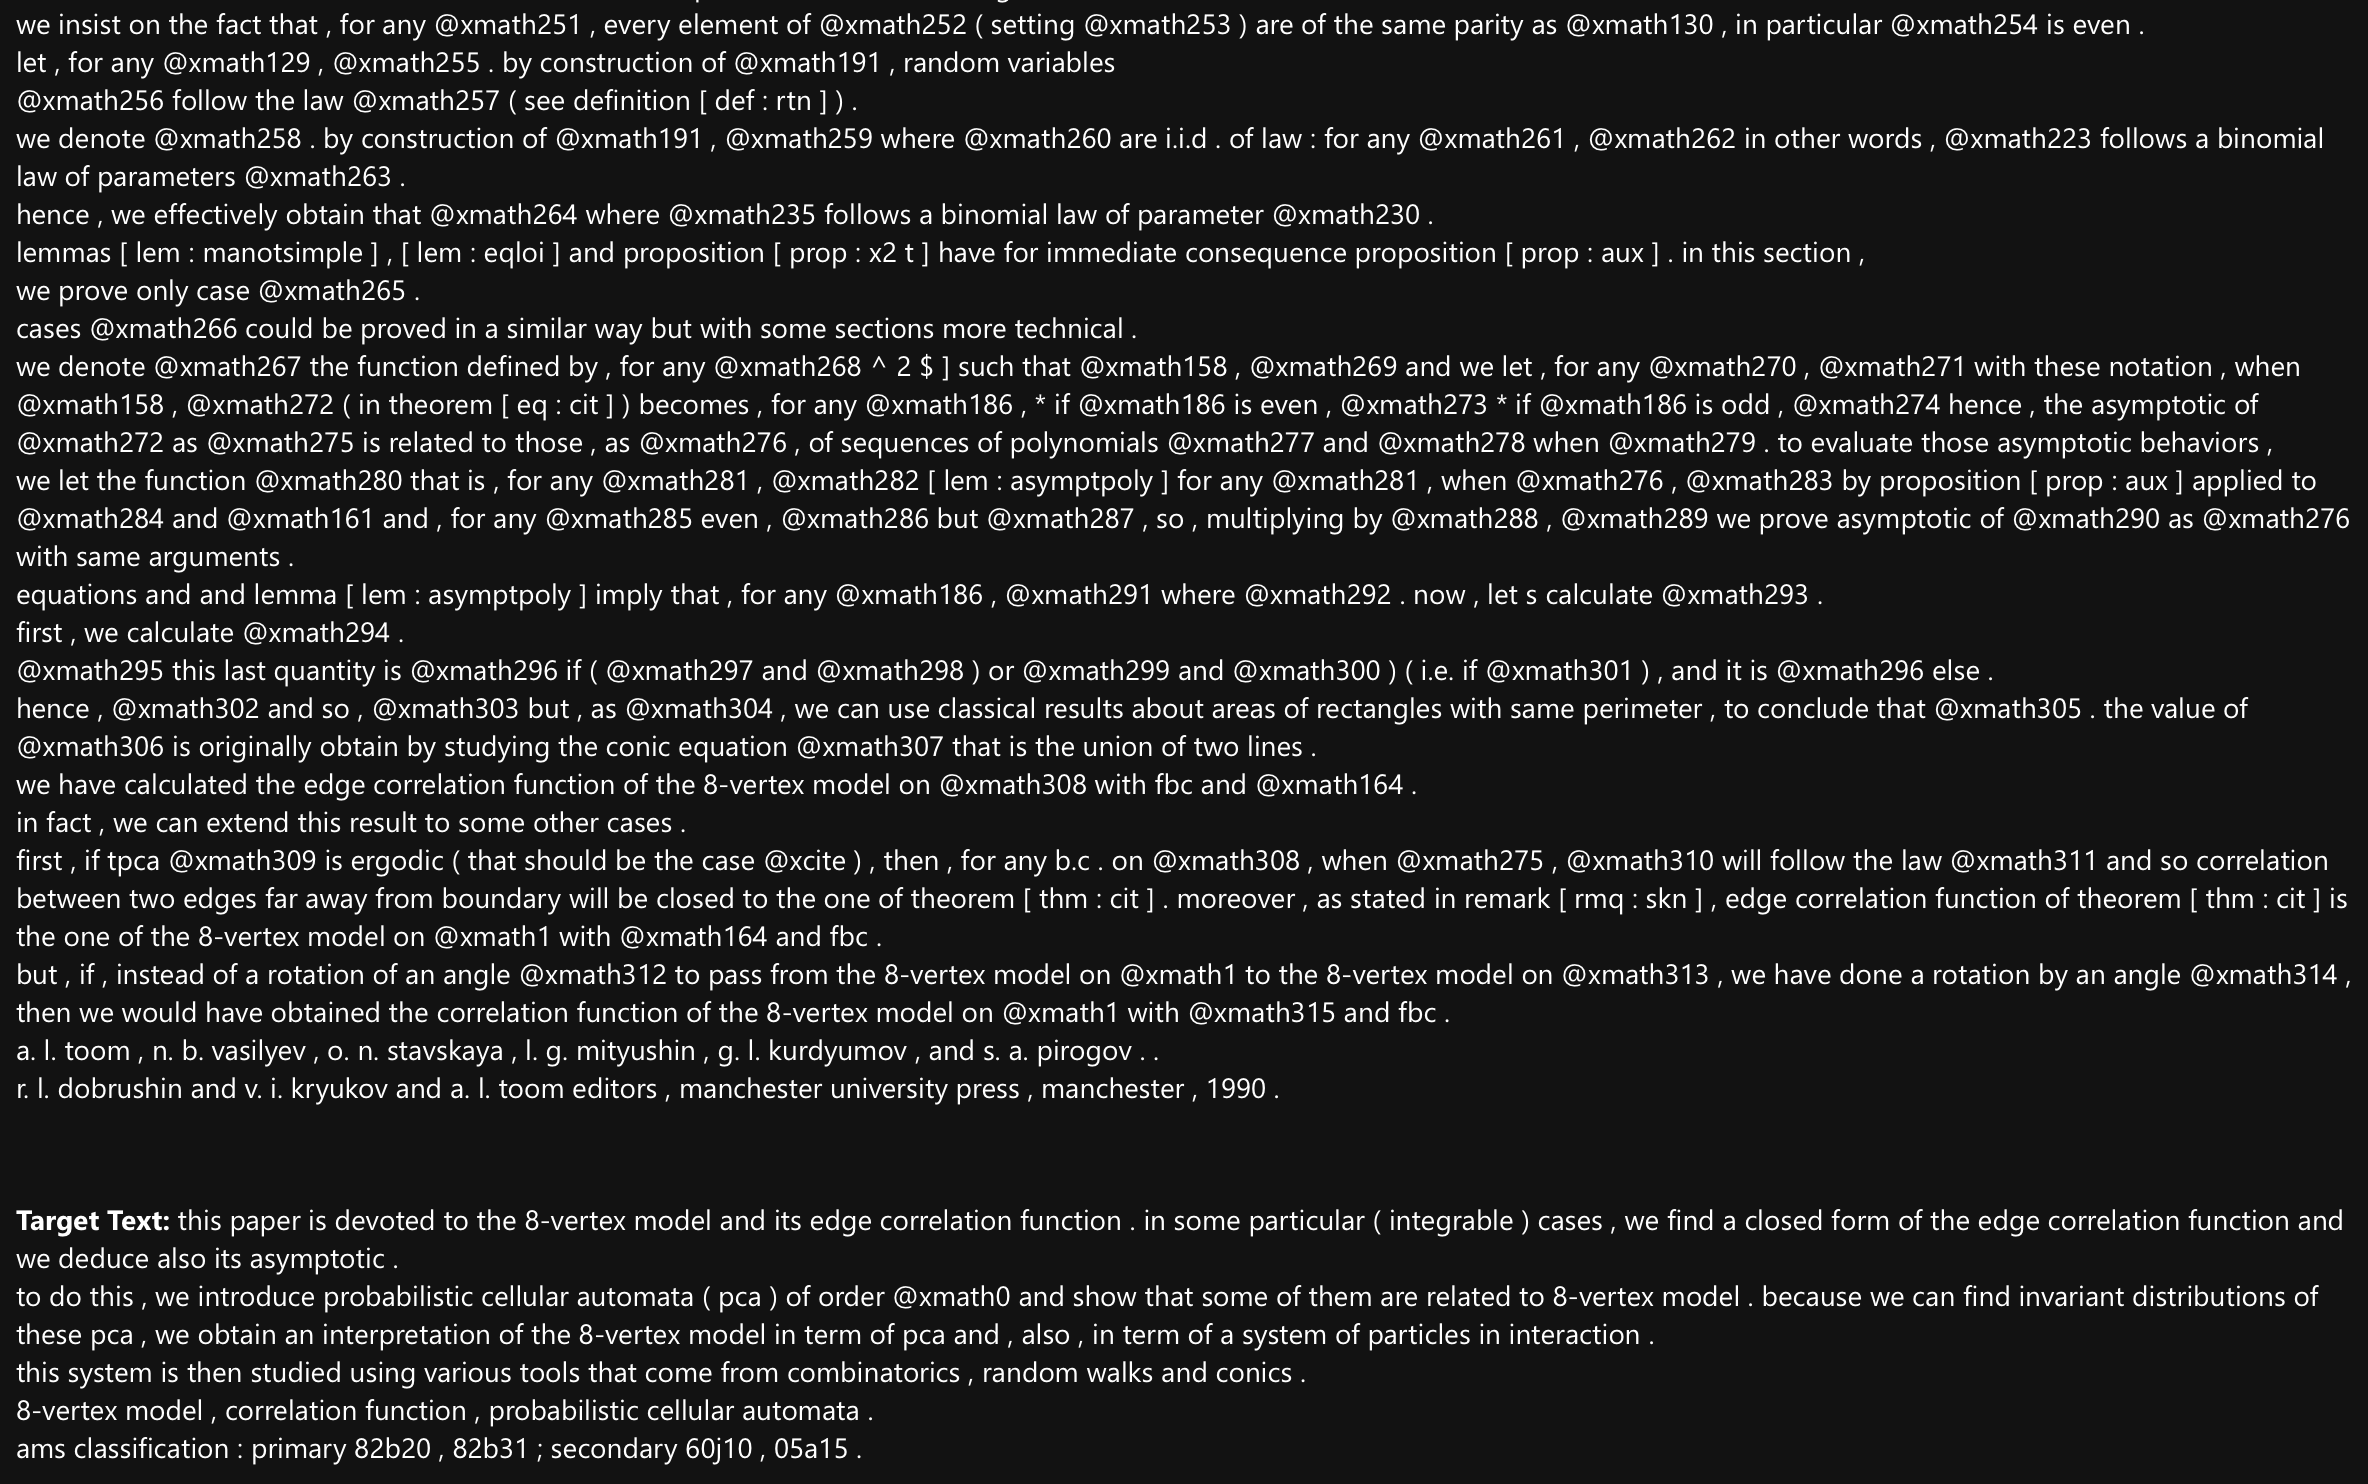 we insist on the fact that , for any @xmath251 , every element of @xmath252 ( setting @xmath253 ) are of the same parity as @xmath130 , in particular @xmath254 is even .
let , for any @xmath129 , @xmath255 . by construction of @xmath191 , random variables
@xmath256 follow the law @xmath257 ( see definition [ def : rtn ] ) .
we denote @xmath258 . by construction of @xmath191 , @xmath259 where @xmath260 are i.i.d . of law : for any @xmath261 , @xmath262 in other words , @xmath223 follows a binomial
law of parameters @xmath263 .
hence , we effectively obtain that @xmath264 where @xmath235 follows a binomial law of parameter @xmath230 .
lemmas [ lem : manotsimple ] , [ lem : eqloi ] and proposition [ prop : x2 t ] have for immediate consequence proposition [ prop : aux ] . in this section ,
we prove only case @xmath265 .
cases @xmath266 could be proved in a similar way but with some sections more technical .
we denote @xmath267 the function defined by , for any @xmath268 ^ 2 $ ] such that @xmath158 , @xmath269 and we let , for any @xmath270 , @xmath271 with these notation , when
@xmath158 , @xmath272 ( in theorem [ eq : cit ] ) becomes , for any @xmath186 , * if @xmath186 is even , @xmath273 * if @xmath186 is odd , @xmath274 hence , the asymptotic of
@xmath272 as @xmath275 is related to those , as @xmath276 , of sequences of polynomials @xmath277 and @xmath278 when @xmath279 . to evaluate those asymptotic behaviors ,
we let the function @xmath280 that is , for any @xmath281 , @xmath282 [ lem : asymptpoly ] for any @xmath281 , when @xmath276 , @xmath283 by proposition [ prop : aux ] applied to
@xmath284 and @xmath161 and , for any @xmath285 even , @xmath286 but @xmath287 , so , multiplying by @xmath288 , @xmath289 we prove asymptotic of @xmath290 as @xmath276
with same arguments .
equations and and lemma [ lem : asymptpoly ] imply that , for any @xmath186 , @xmath291 where @xmath292 . now , let s calculate @xmath293 .
first , we calculate @xmath294 .
@xmath295 this last quantity is @xmath296 if ( @xmath297 and @xmath298 ) or @xmath299 and @xmath300 ) ( i.e. if @xmath301 ) , and it is @xmath296 else .
hence , @xmath302 and so , @xmath303 but , as @xmath304 , we can use classical results about areas of rectangles with same perimeter , to conclude that @xmath305 . the value of
@xmath306 is originally obtain by studying the conic equation @xmath307 that is the union of two lines .
we have calculated the edge correlation function of the 8-vertex model on @xmath308 with fbc and @xmath164 .
in fact , we can extend this result to some other cases .
first , if tpca @xmath309 is ergodic ( that should be the case @xcite ) , then , for any b.c . on @xmath308 , when @xmath275 , @xmath310 will follow the law @xmath311 and so correlation
between two edges far away from boundary will be closed to the one of theorem [ thm : cit ] . moreover , as stated in remark [ rmq : skn ] , edge correlation function of theorem [ thm : cit ] is
the one of the 8-vertex model on @xmath1 with @xmath164 and fbc .
but , if , instead of a rotation of an angle @xmath312 to pass from the 8-vertex model on @xmath1 to the 8-vertex model on @xmath313 , we have done a rotation by an angle @xmath314 ,
then we would have obtained the correlation function of the 8-vertex model on @xmath1 with @xmath315 and fbc .
a. l. toom , n. b. vasilyev , o. n. stavskaya , l. g. mityushin , g. l. kurdyumov , and s. a. pirogov . .
r. l. dobrushin and v. i. kryukov and a. l. toom editors , manchester university press , manchester , 1990 .
Target Text: this paper is devoted to the 8-vertex model and its edge correlation function . in some particular ( integrable ) cases , we find a closed form of the edge correlation function and
we deduce also its asymptotic .
to do this , we introduce probabilistic cellular automata ( pca ) of order @xmath0 and show that some of them are related to 8-vertex model . because we can find invariant distributions of
these pca , we obtain an interpretation of the 8-vertex model in term of pca and , also , in term of a system of particles in interaction .
this system is then studied using various tools that come from combinatorics , random walks and conics .
8-vertex model , correlation function , probabilistic cellular automata .
ams classification : primary 82b20 , 82b31 ; secondary 60j10 , 05a15 .